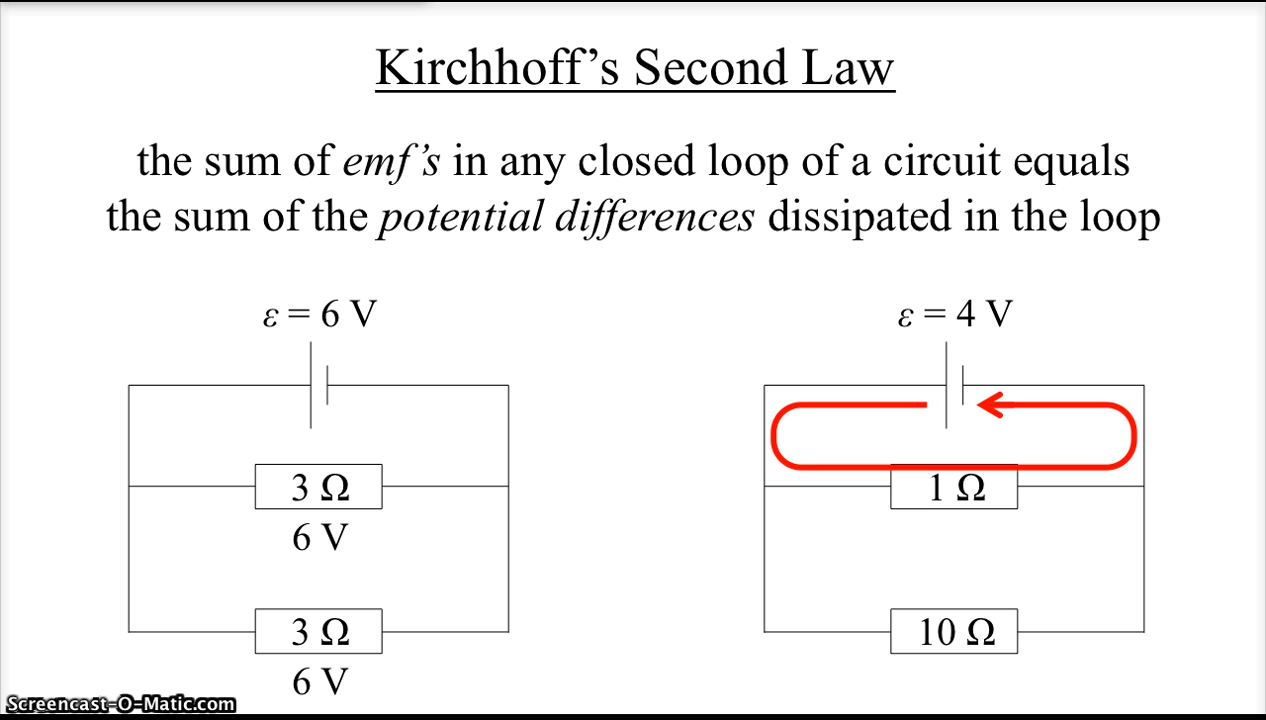 Kirchhoff’s Second Law
the sum of emf’s in any closed loop of a circuit equals
the sum of the potential differences dissipated in the loop
ε = 6 V
3 Ω
6 V
3 Ω
6 V
ε = 4 V
1 Ω
10 Ω
Screencast-O-Matic.com